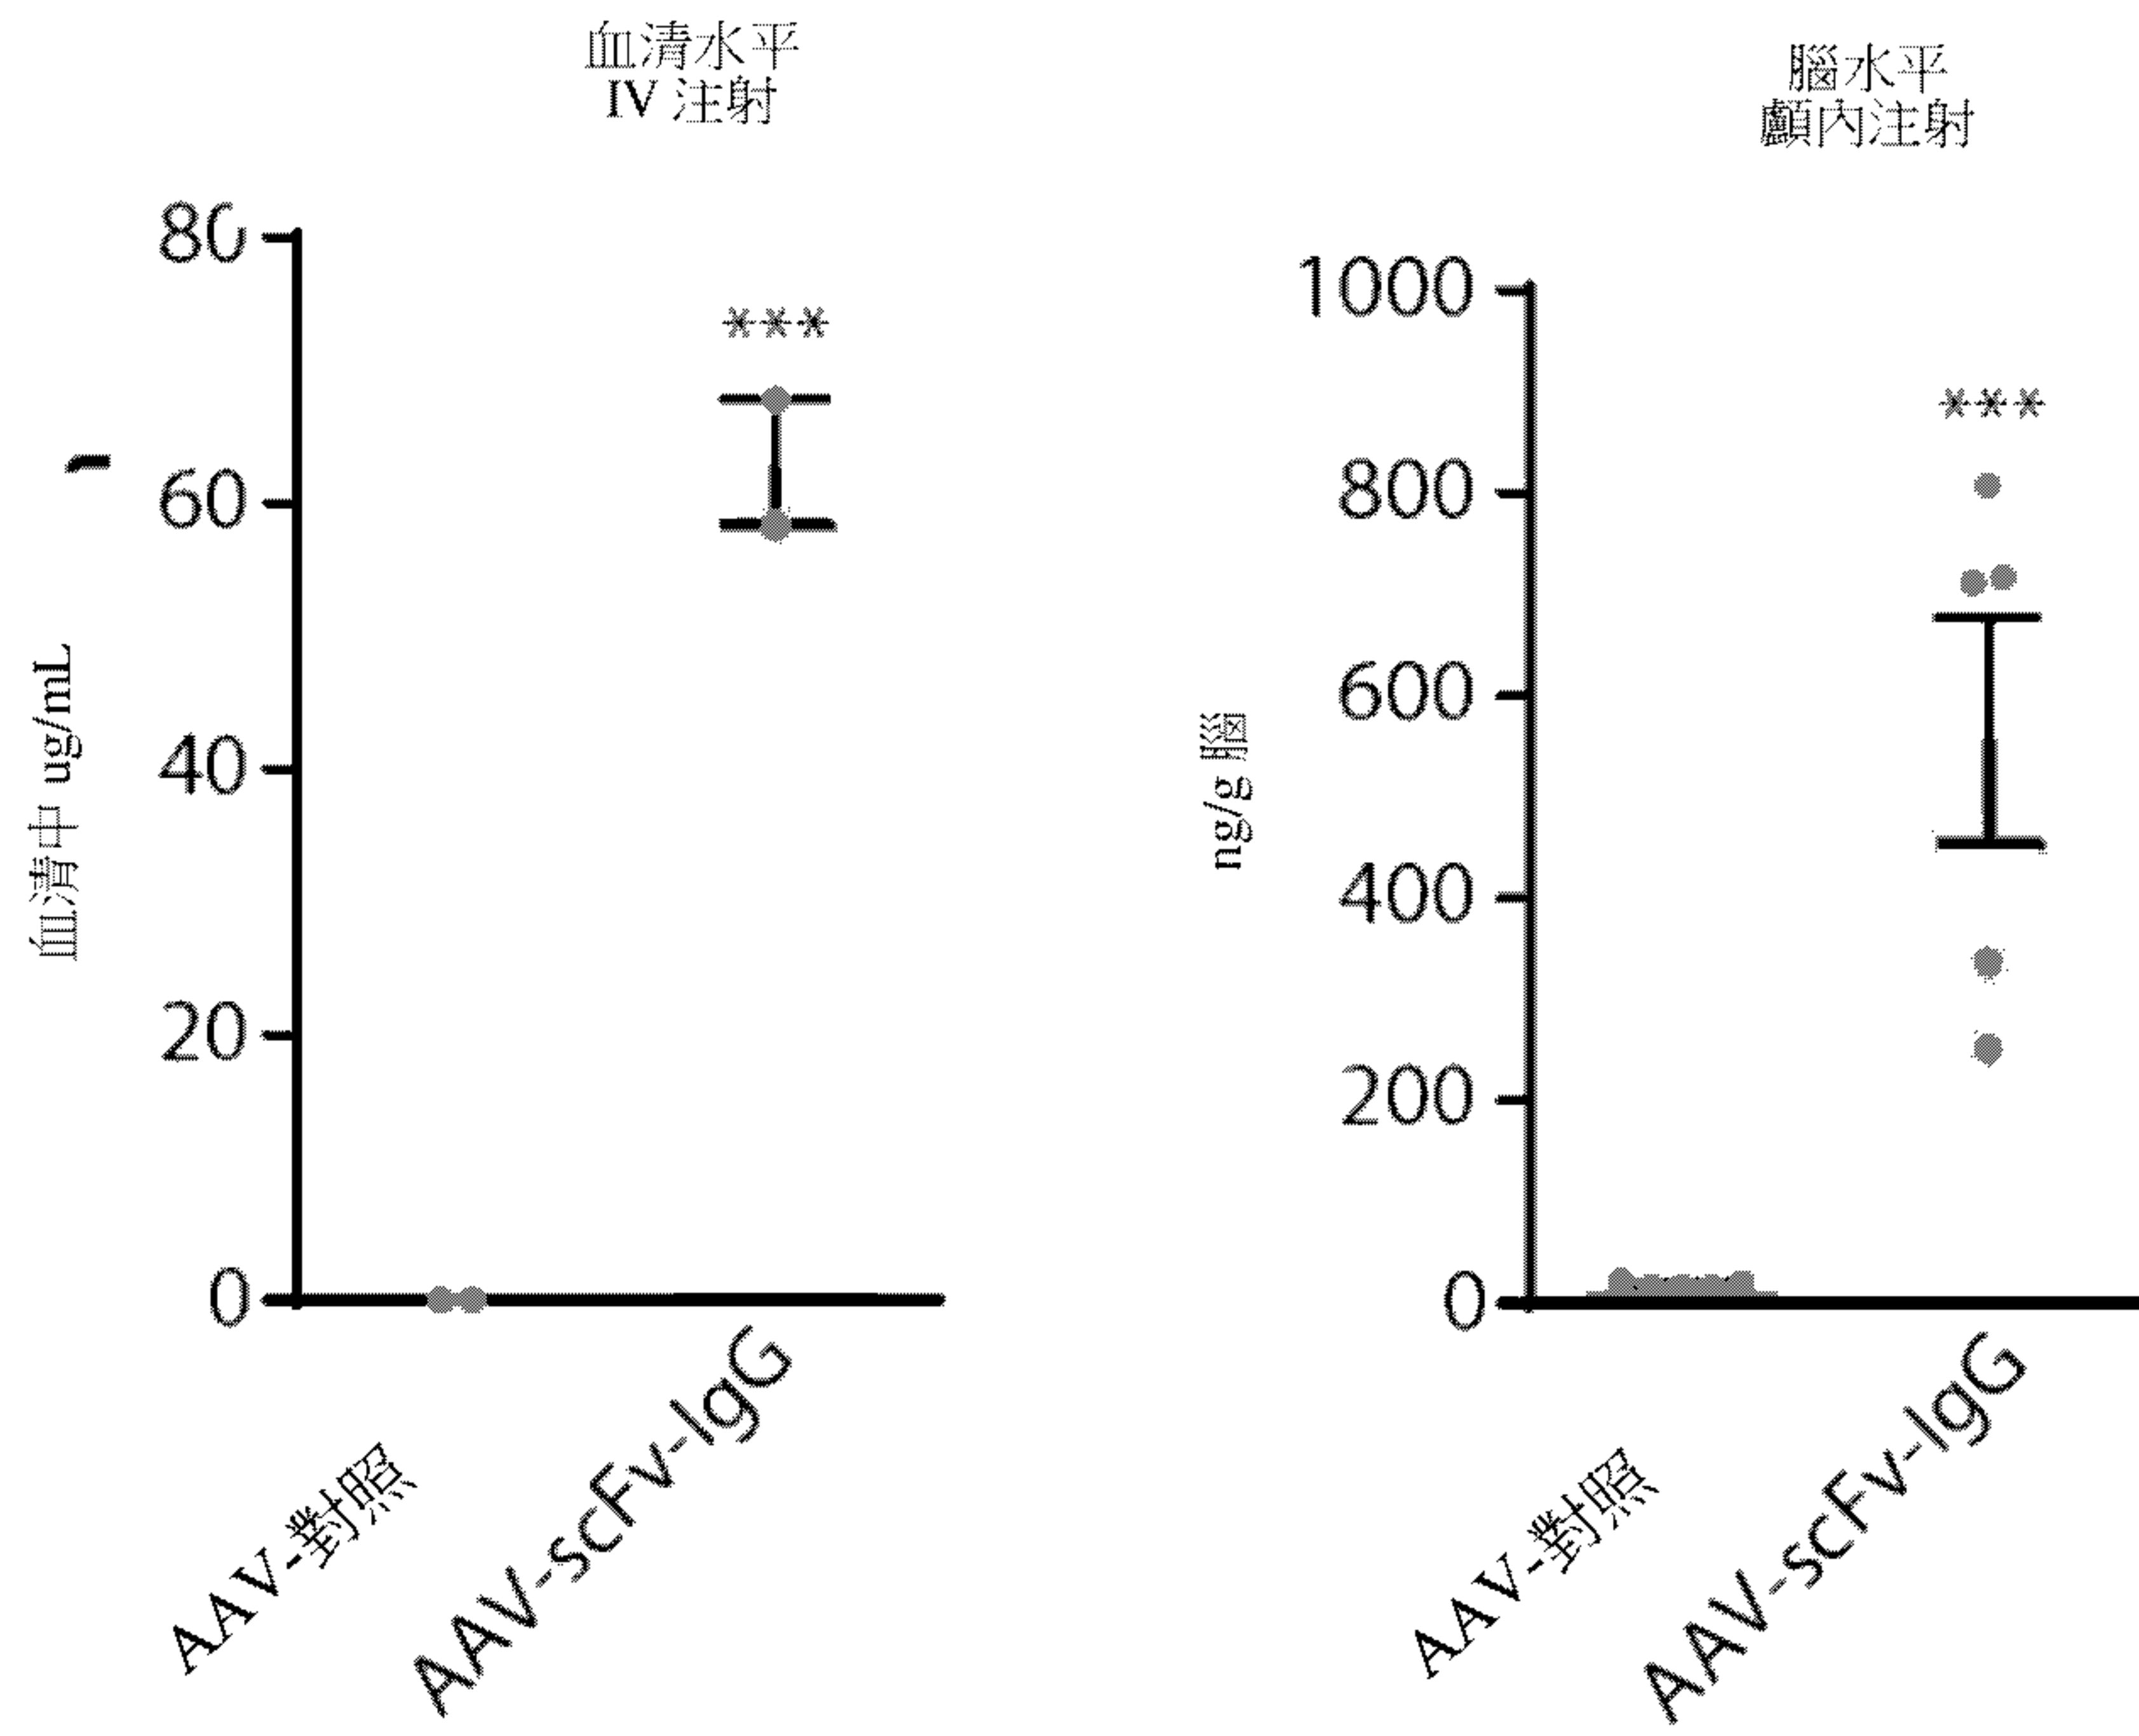 血清水平
IV 注射
80
60
40
20
0
血清中 ug/mL
***
AAV-對照
AAV-scFv-IgG
腦水平
顱內注射
1000
800
600
400
200
0
ng/g 腦
***
AAV-對照
AAV-scFv-IgG